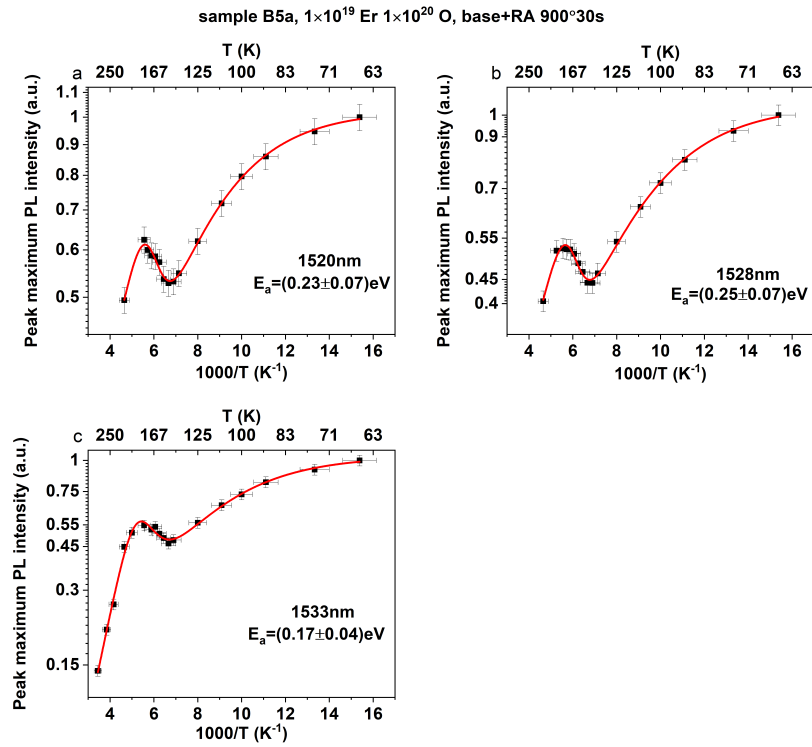 sample B5a, 1×10¹⁹ Er 1×10²⁰ O, base+RA 900°30s
a
T (K)
250 167 125 100 83 71 63
Peak maximum PL intensity (a.u.)
1.1
1
0.9
0.8
0.7
0.6
0.5
1520nm
Eₐ=(0.23±0.07)eV
4 6 8 10 12 14 16
1000/T (K⁻¹)
b
T (K)
250 167 125 100 83 71 63
Peak maximum PL intensity (a.u.)
1
0.9
0.7
0.55
0.45
0.4
1528nm
Eₐ=(0.25±0.07)eV
4 6 8 10 12 14 16
1000/T (K⁻¹)
c
T (K)
250 167 125 100 83 71 63
Peak maximum PL intensity (a.u.)
1
0.75
0.55
0.45
0.3
0.15
1533nm
Eₐ=(0.17±0.04)eV
4 6 8 10 12 14 16
1000/T (K⁻¹)